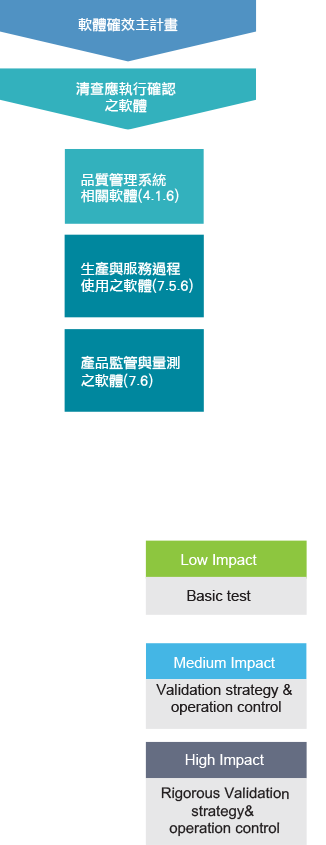 軟體確效主計畫
清查應執行確認
之軟體
品質管理系統
相關軟體(4.1.6)
生產與服務過程
使用之軟體(7.5.6)
產品監管與量測
之軟體(7.6)
Low Impact
Basic test
Medium Impact
Validation strategy &
operation control
High Impact
Rigorous Validation
strategy&
operation control